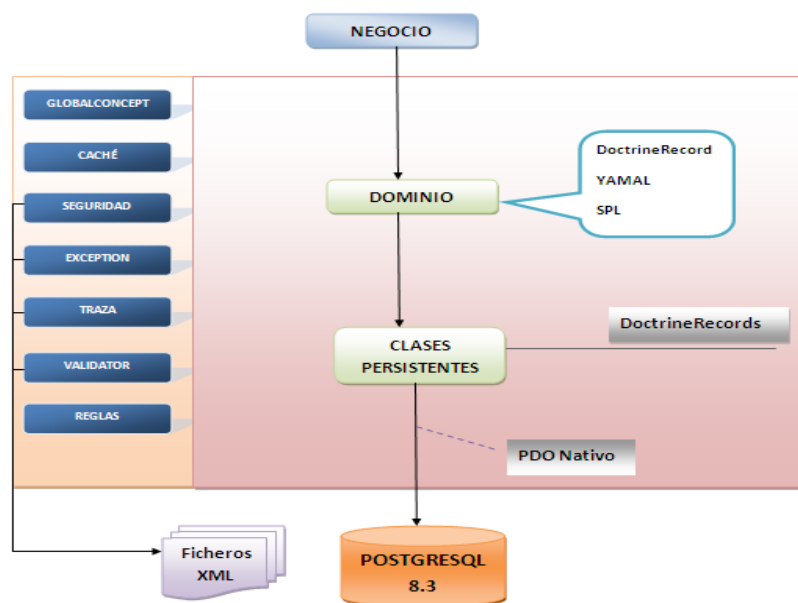 NEGOCIO
GLOBALCONCEPT
CACHÉ
SEGURIDAD
EXCEPTION
TRAZA
VALIDATOR
REGLAS
DOMINIO
DoctrineRecord
YAMAL
SPL
CLASES
PERSISTENTES
DoctrineRecords
PDO Nativo
Ficheros
XML
POSTGRESQL
8.3